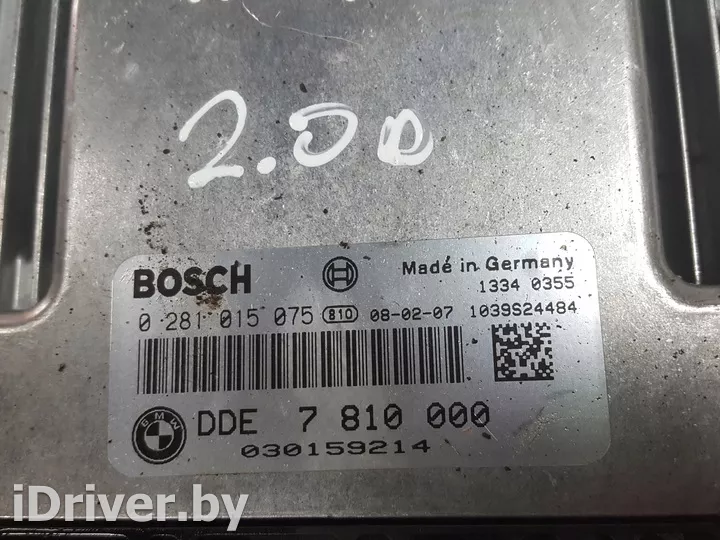 2.0D
BOSCH
Made in Germany
1334 0355
0 281 015 075 810 08-02-07 1039S24484
BMW
DDE 7 810 000
030159214
iDriver.by